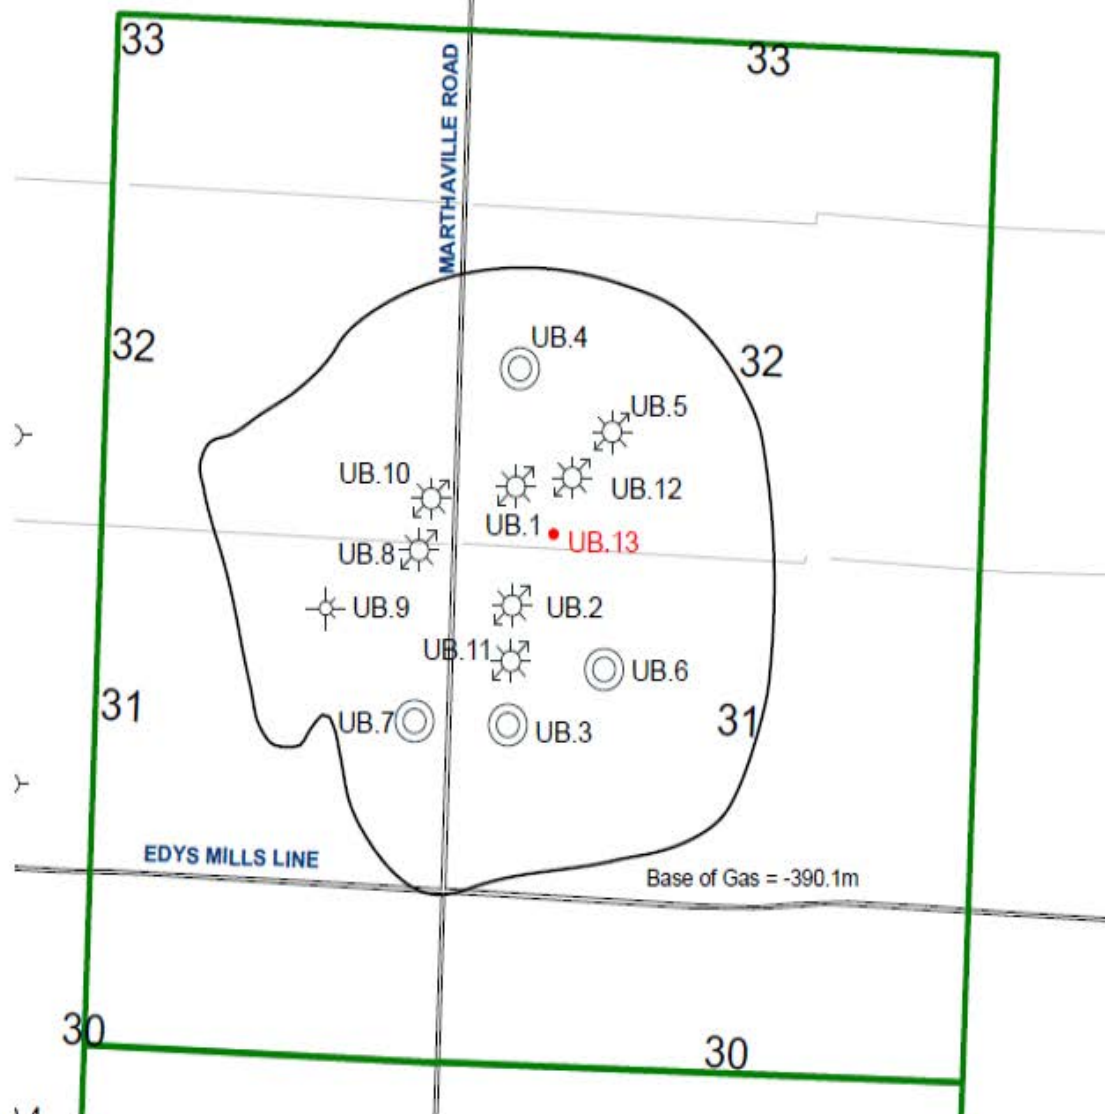 33
33
MARTHAVILLE ROAD
32
32
UB.4
UB.5
UB.10
UB.12
UB.1
UB.13
UB.8
UB.9
UB.2
UB.11
UB.6
31
31
UB.7
UB.3
EDYS MILLS LINE
Base of Gas = -390.1m
30
30